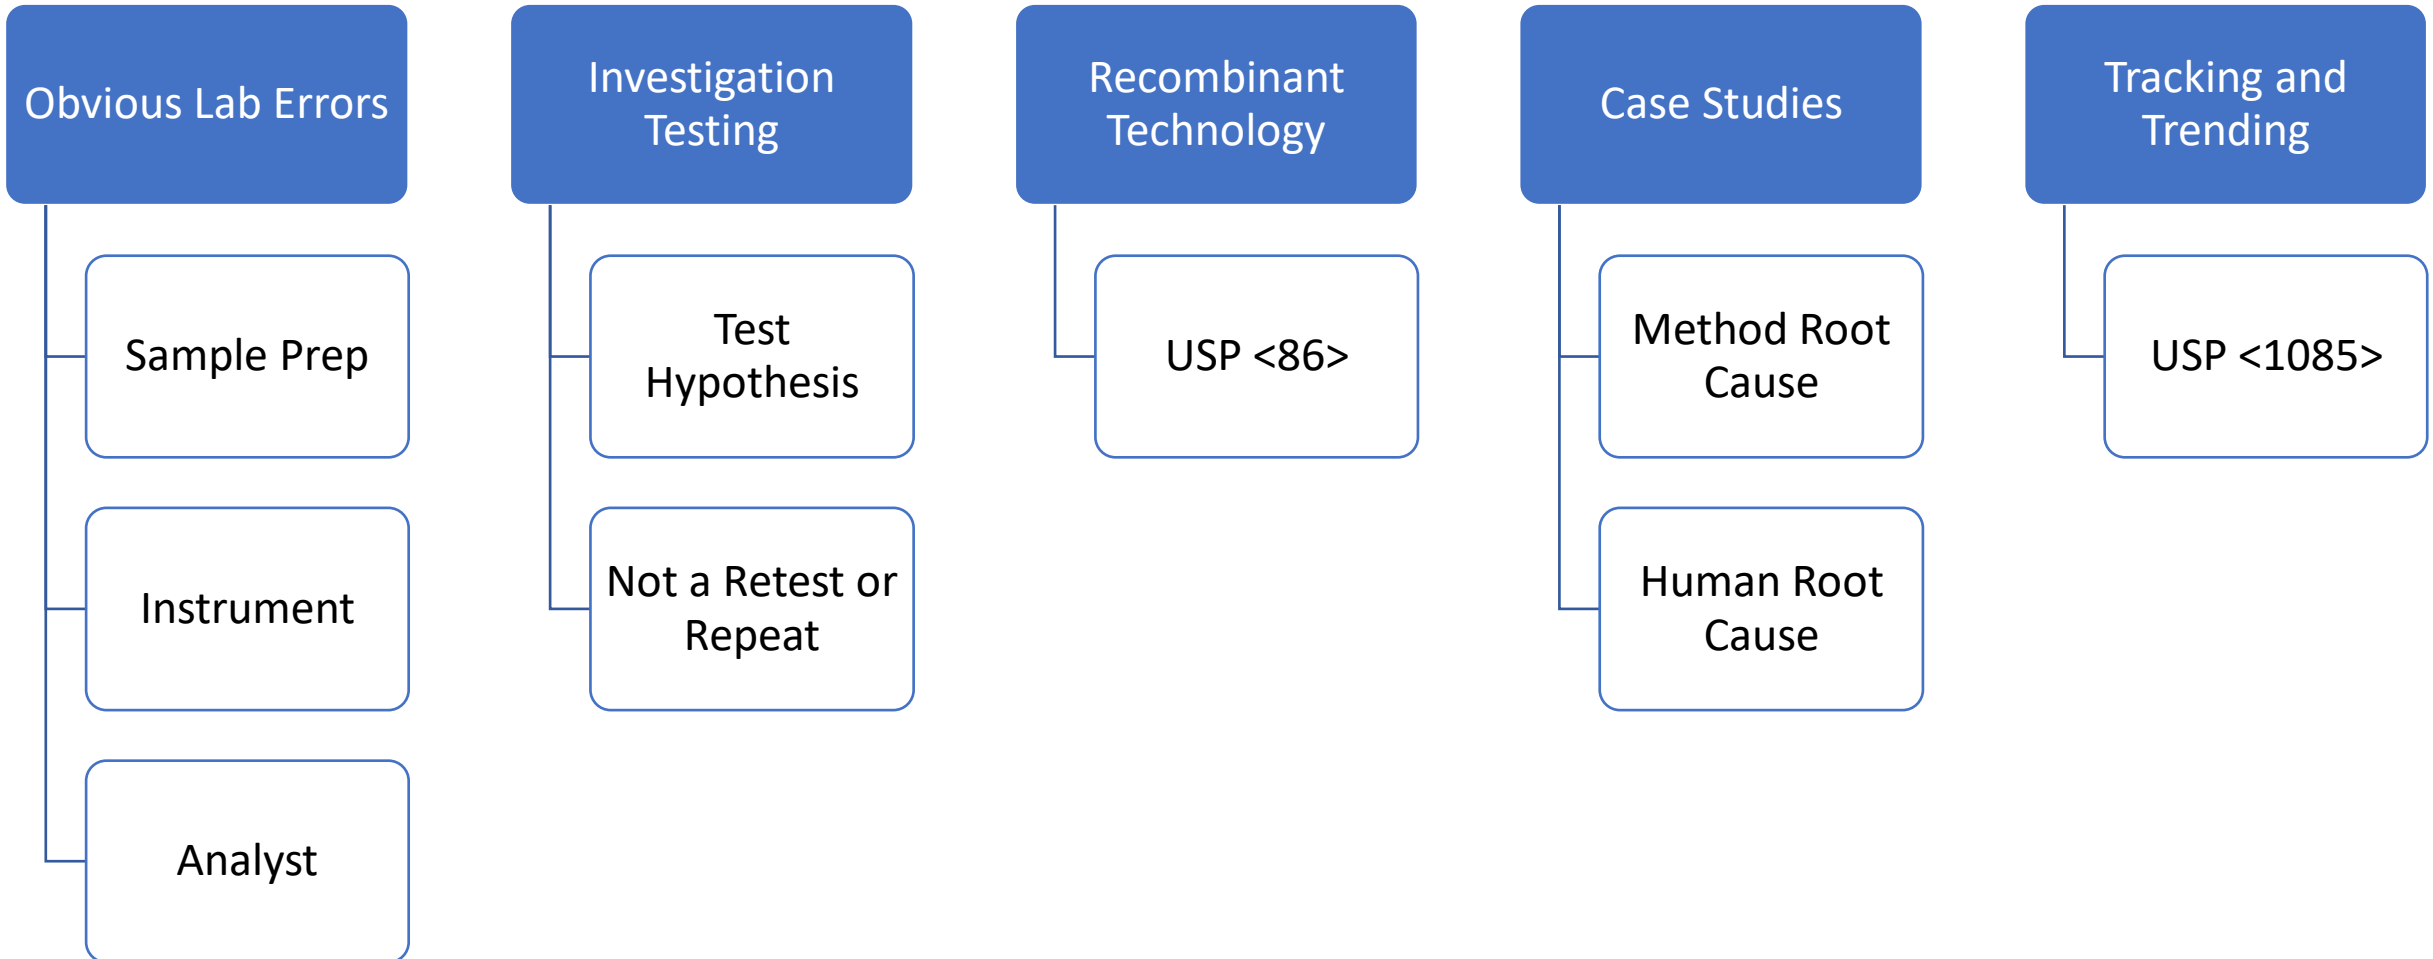 Obvious Lab Errors
Sample Prep
Instrument
Analyst
Investigation
Testing
Test
Hypothesis
Not a Retest or
Repeat
Recombinant
Technology
USP <86>
Case Studies
Method Root
Cause
Human Root
Cause
Tracking and
Trending
USP <1085>